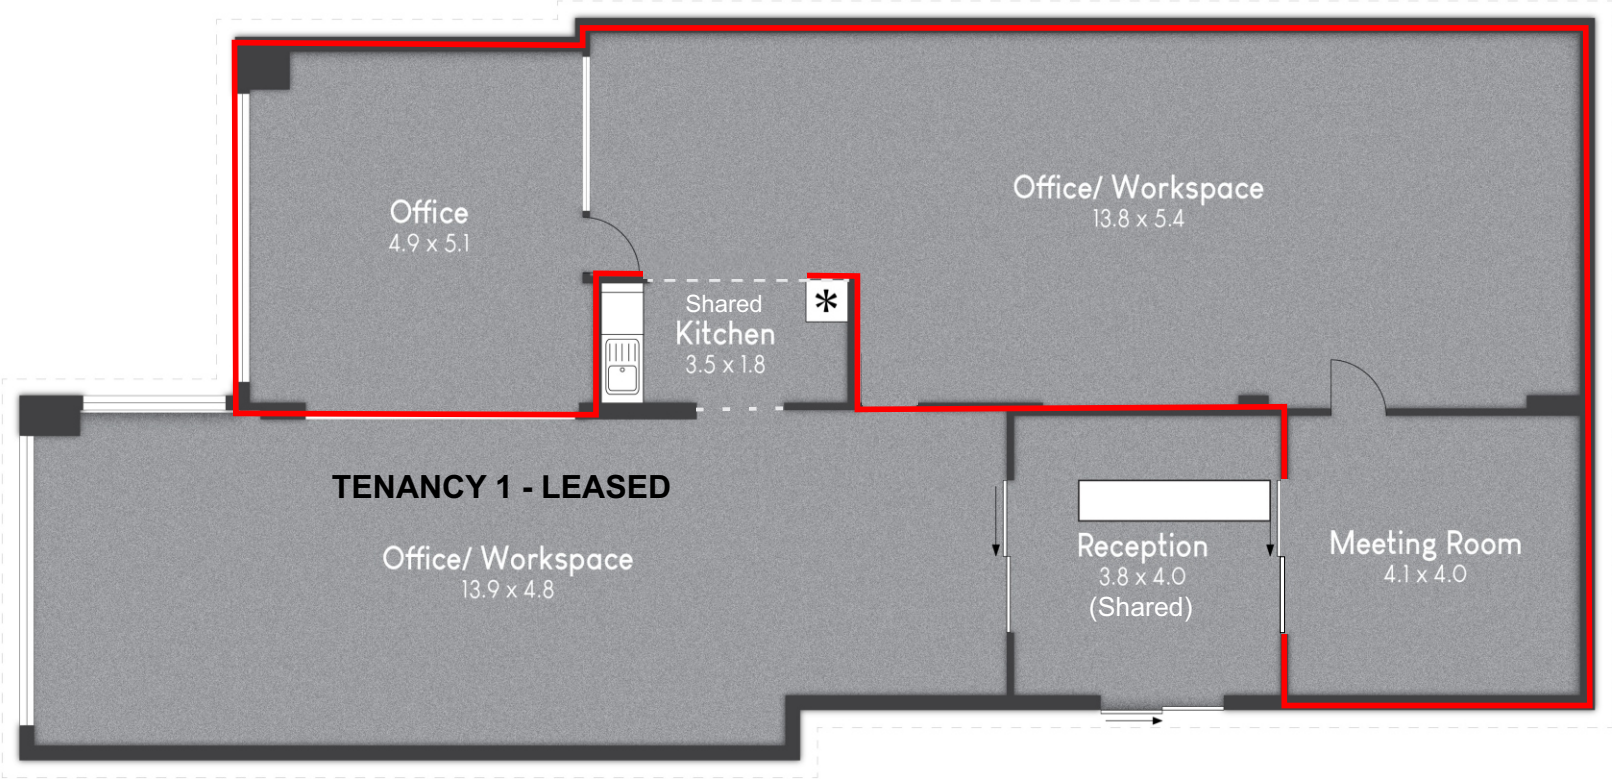 Office
4.9 x 5.1
Office/ Workspace
13.8 x 5.4
Shared
Kitchen
3.5 x 1.8
*
TENANCY 1 - LEASED
Office/ Workspace
13.9 x 4.8
Reception
3.8 x 4.0
(Shared)
Meeting Room
4.1 x 4.0